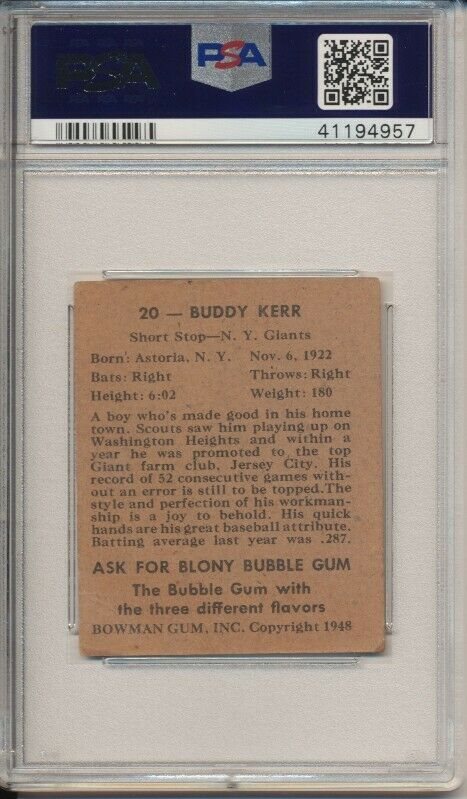 PSA
PSA
41194957
20 — BUDDY KERR
Short Stop—N. Y. Giants
Born: Astoria, N. Y. Nov. 6, 1922
Bats: Right Throws: Right
Height: 6:02 Weight: 180
A boy who's made good in his home
town. Scouts saw him playing up on
Washington Heights and within a
year he was promoted to the top
Giant farm club, Jersey City. His
record of 52 consecutive games with-
out an error is still to be topped. The
style and perfection of his workman-
ship is a joy to behold. His quick
hands are his great baseball attribute.
Batting average last year was .287.
ASK FOR BLONY BUBBLE GUM
The Bubble Gum with
the three different flavors
BOWMAN GUM, INC. Copyright 1948